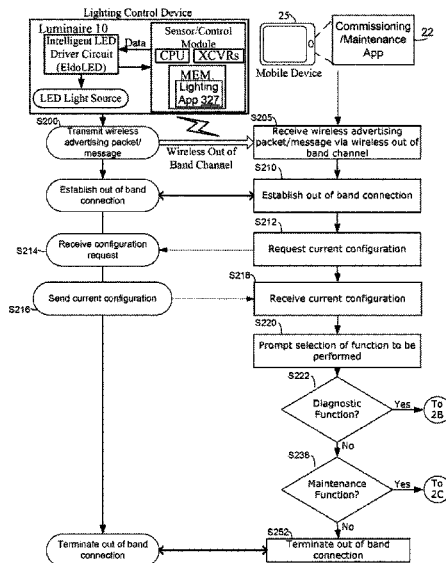 Lighting Control Device
Luminaire 10
Intelligent LED
Driver Circuit
(EldoLED)
LED Light Source
Data
Sensor/Control
Module
CPU
XCVRs
MEM.
Lighting
App 327
25
Mobile Device
Commissioning
/Maintenance
App
22
S200
Transmit wireless
advertising packet/
message
Wireless Out of
Band Channel
S205
Receive wireless advertising
packet/message via wireless out of
band channel
S210
Establish out of band
connection
Establish out of band connection
S212
Request current configuration
S214
Receive configuration
request
S218
Receive current configuration
Send current configuration
S216
S220
Prompt selection of function to be
performed
S222
Diagnostic
Function?
Yes
To
2B
No
S238
Maintenance
Function?
Yes
To
2C
No
S252
Terminate out of band
connection
Terminate out of band
connection